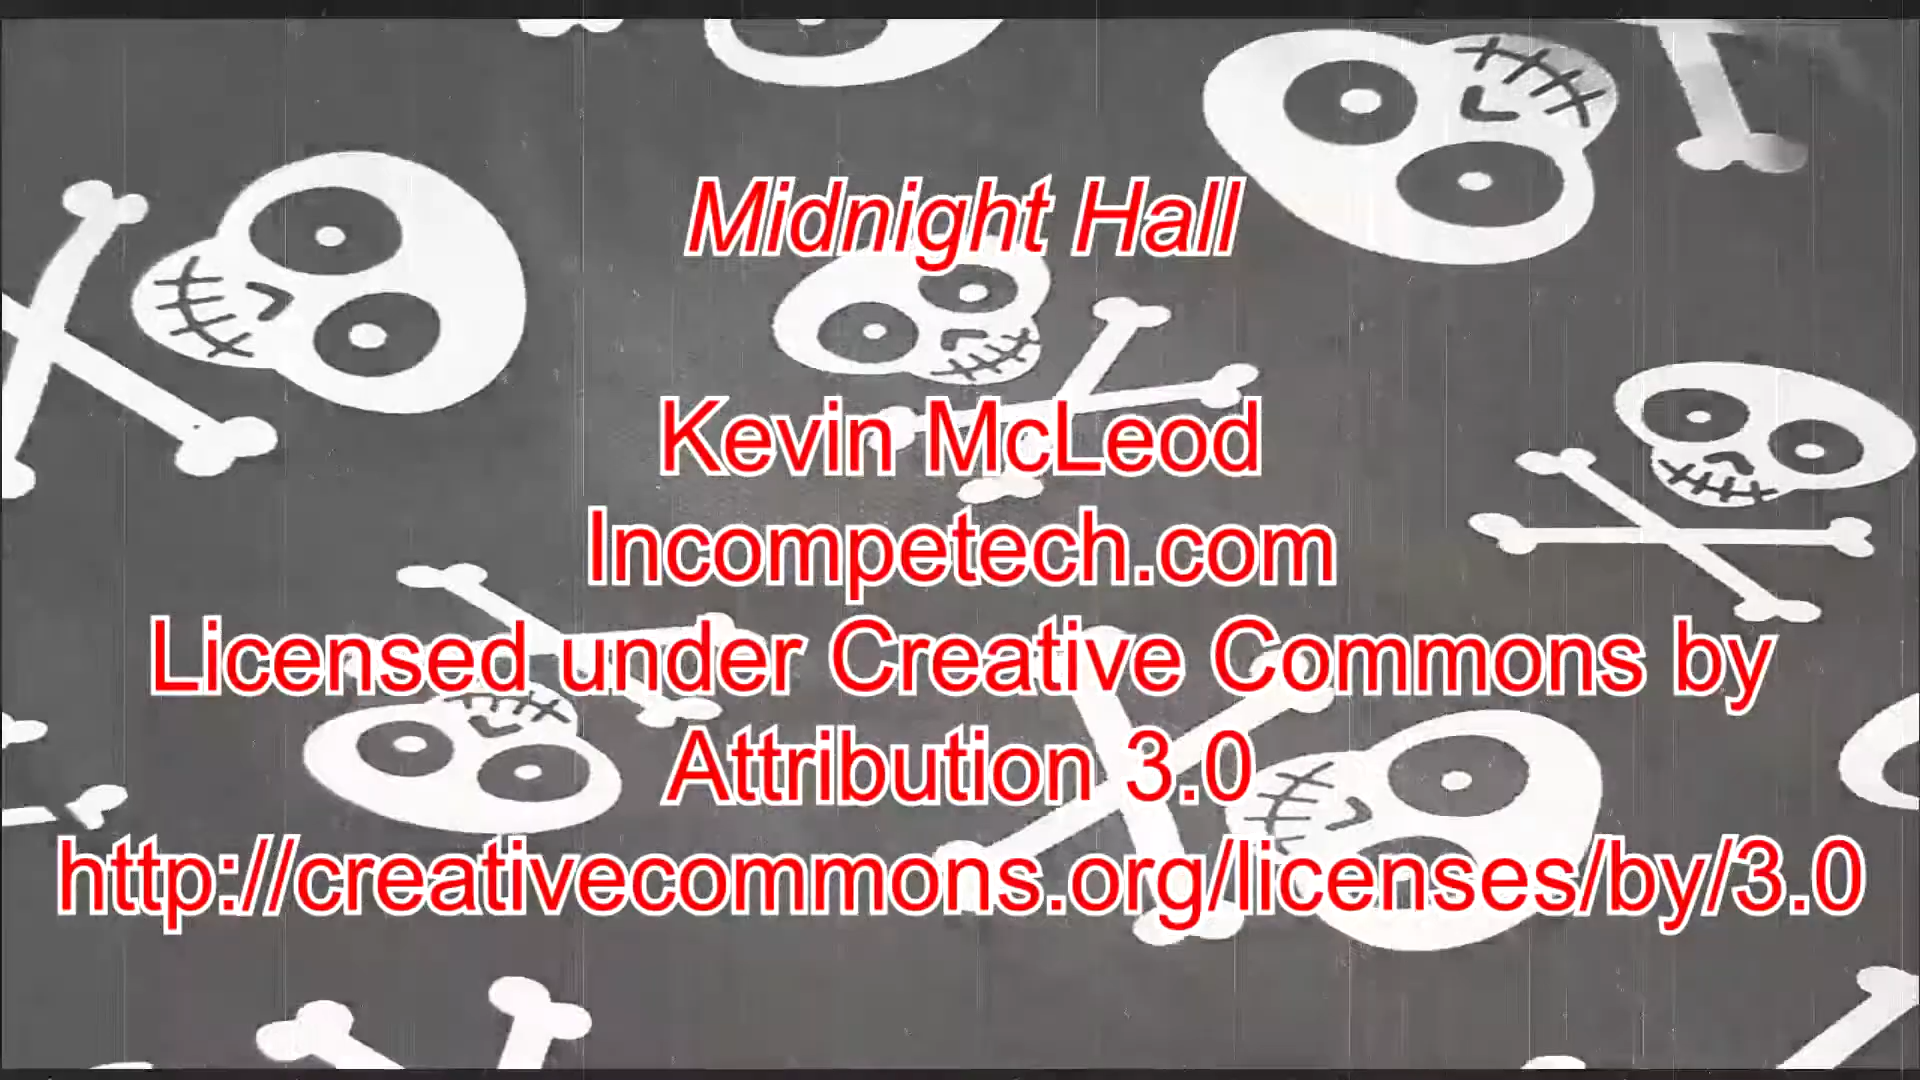 Midnight Hall
Kevin McLeod
Incompetech.com
Licensed under Creative Commons by
Attribution 3.0
http://creativecommons.org/licenses/by/3.0